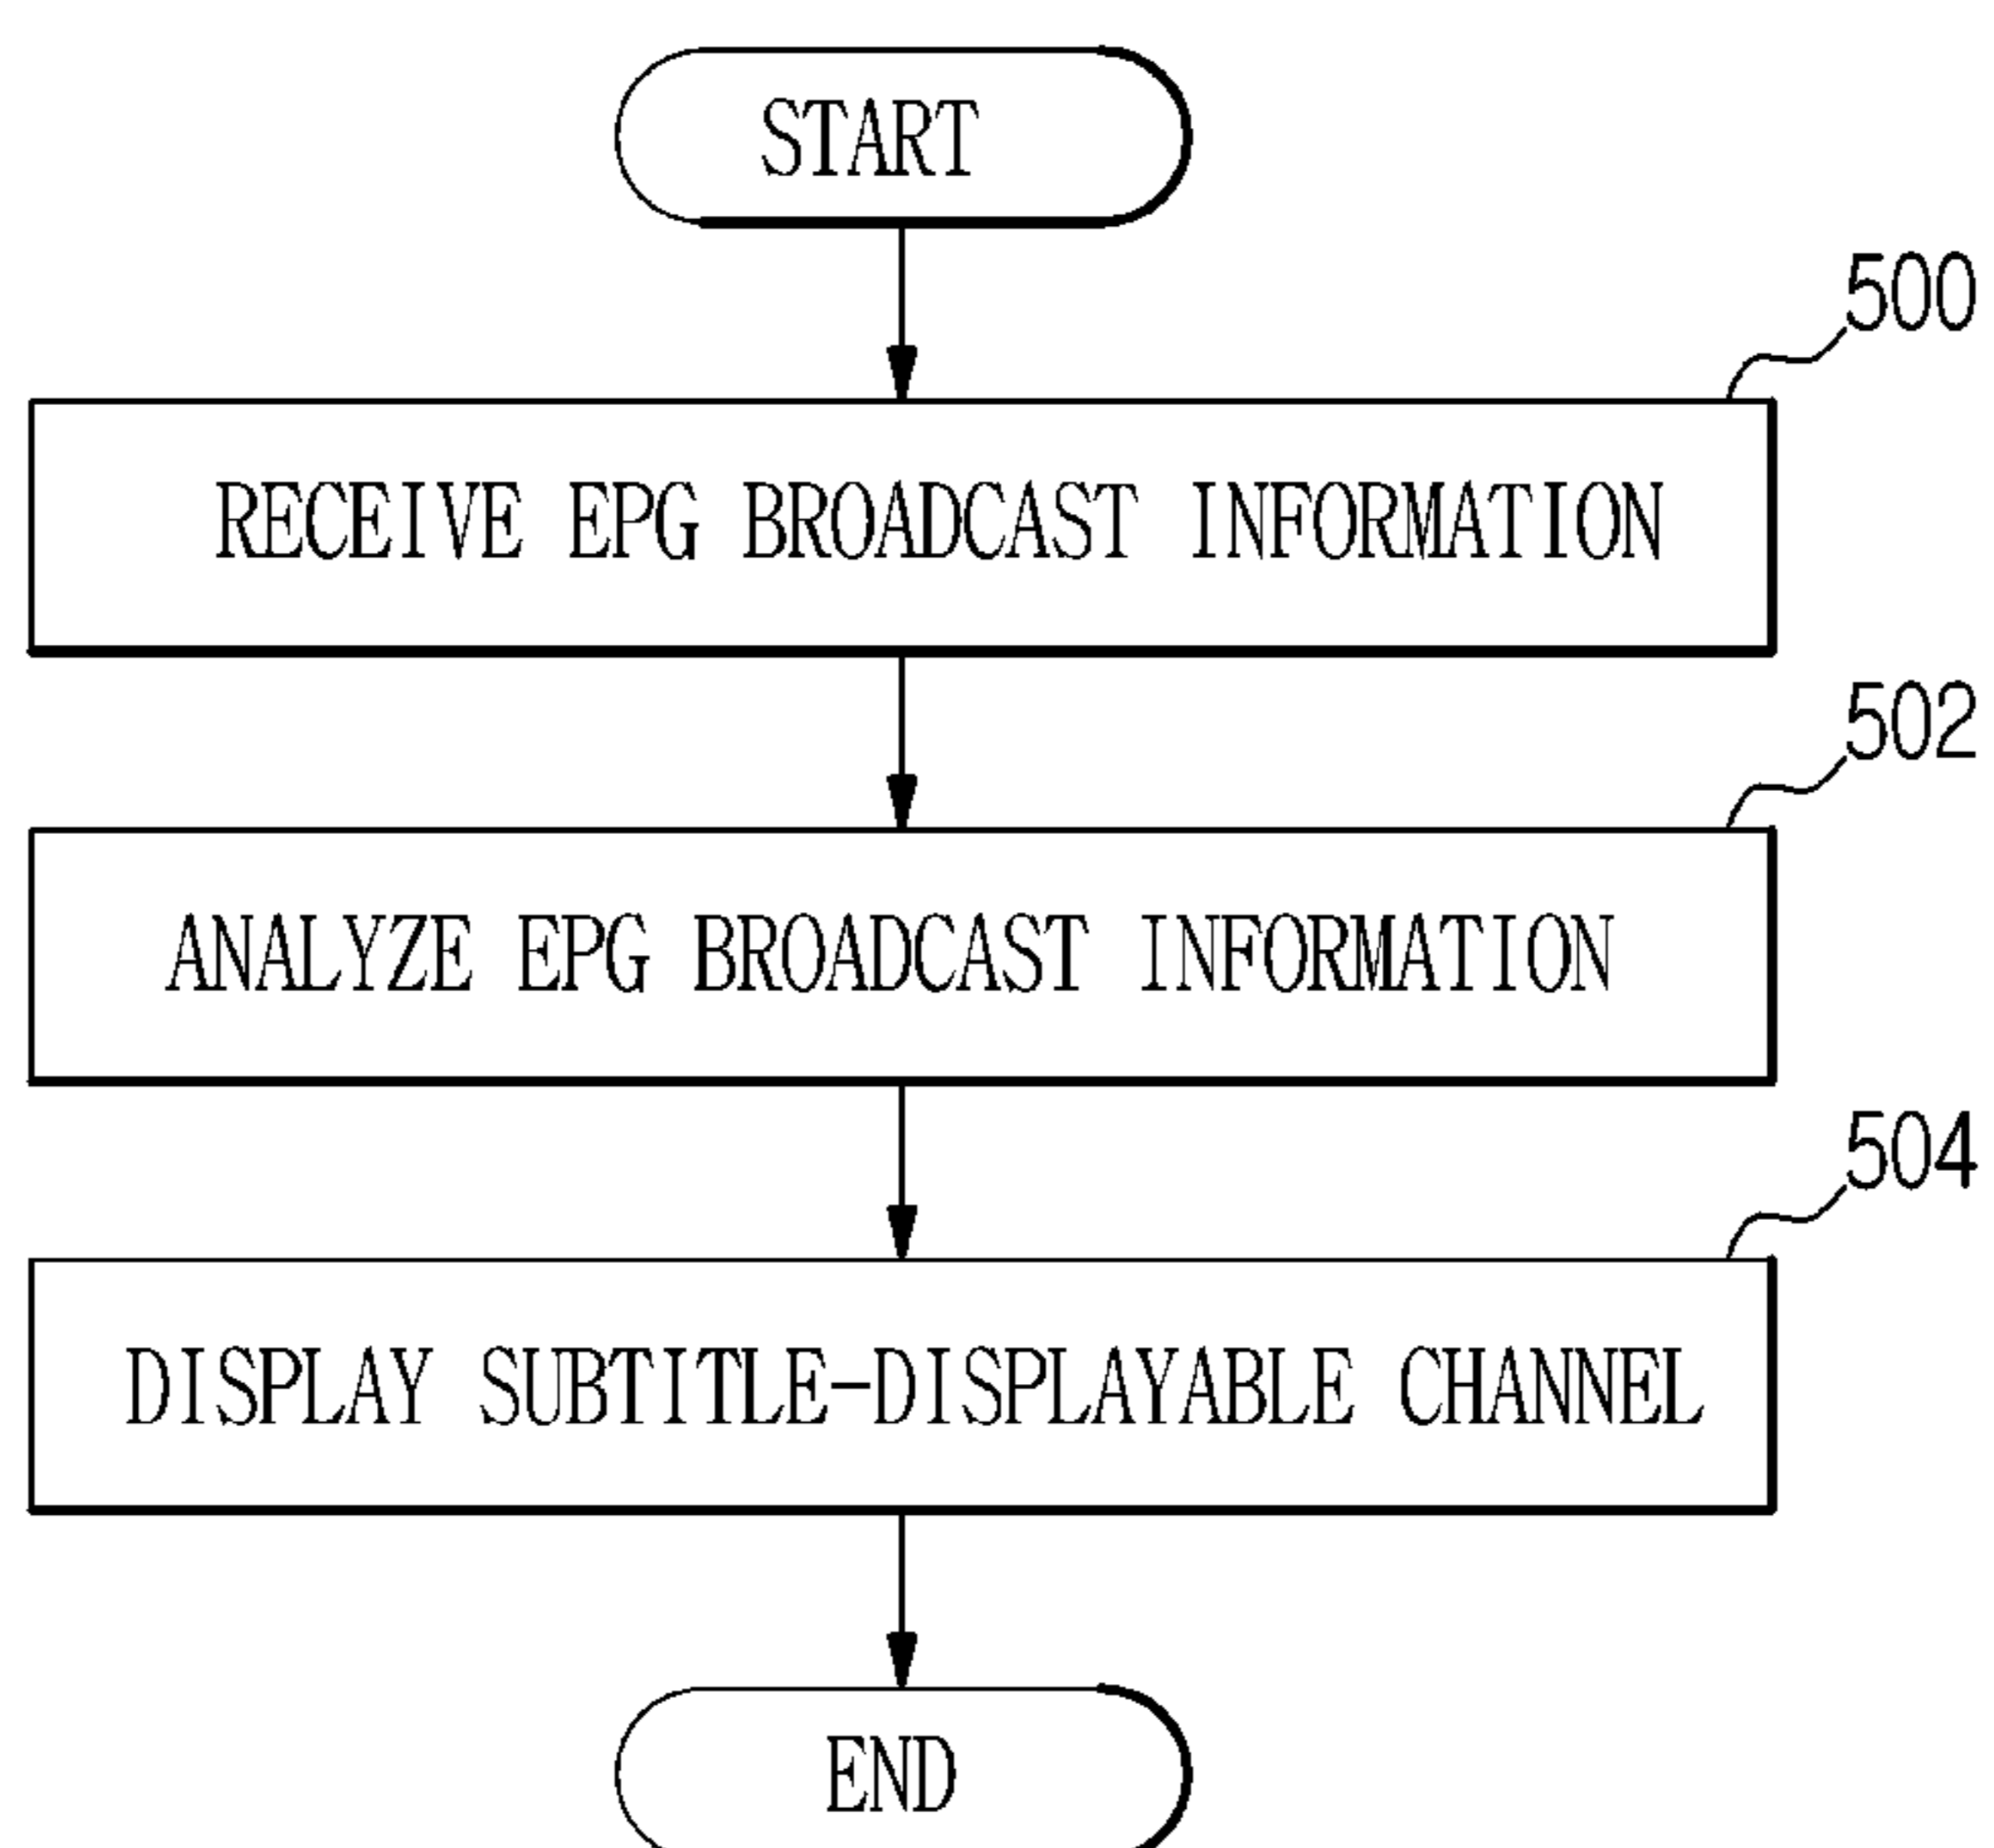 START
500
RECEIVE EPG BROADCAST INFORMATION
502
ANALYZE EPG BROADCAST INFORMATION
504
DISPLAY SUBTITLE-DISPLAYABLE CHANNEL
END